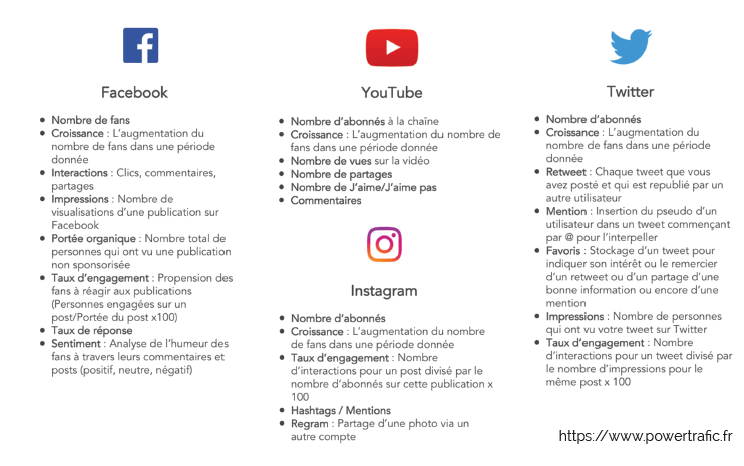 Facebook
• Nombre de fans
• Croissance : L'augmentation du
nombre de fans dans une période
donnée
• Interactions : Clics, commentaires,
partages
• Impressions : Nombre de
visualisations d'une publication sur
Facebook
• Portée organique : Nombre total de
personnes qui ont vu une publication
non sponsorisée
• Taux d'engagement : Propension des
fans à réagir aux publications
(Personnes engagées sur un
post/Portée du post x100)
• Taux de réponse
• Sentiment : Analyse de l'humeur des
fans à travers leurs commentaires et
posts (positif, neutre, négatif)
YouTube
• Nombre d'abonnés à la chaîne
• Croissance : L'augmentation du nombre de
fans dans une période donnée
• Nombre de vues sur la vidéo
• Nombre de partages
• Nombre de J'aime/J'aime pas
• Commentaires
Instagram
• Nombre d'abonnés
• Croissance : L'augmentation du nombre
de fans dans une période donnée
• Taux d'engagement : Nombre
d'interactions pour un post divisé par le
nombre d'abonnés sur cette publication x
100
• Hashtags / Mentions
• Regram : Partage d'une photo via un
autre compte
Twitter
• Nombre d'abonnés
• Croissance : L'augmentation du
nombre de fans dans une période
donnée
• Retweet : Chaque tweet que vous
avez posté et qui est republié par un
autre utilisateur
• Mention : Insertion du pseudo d'un
utilisateur dans un tweet commençant
par @ pour l'interpeller
• Favoris : Stockage d'un tweet pour
indiquer son intérêt ou le remercier
d'un retweet ou d'un partage d'une
bonne information ou encore d'une
mention
• Impressions : Nombre de personnes
qui ont vu votre tweet sur Twitter
• Taux d'engagement : Nombre
d'interactions pour un tweet divisé par
le nombre d'impressions pour le
même post x 100
https://www.powertrafic.fr